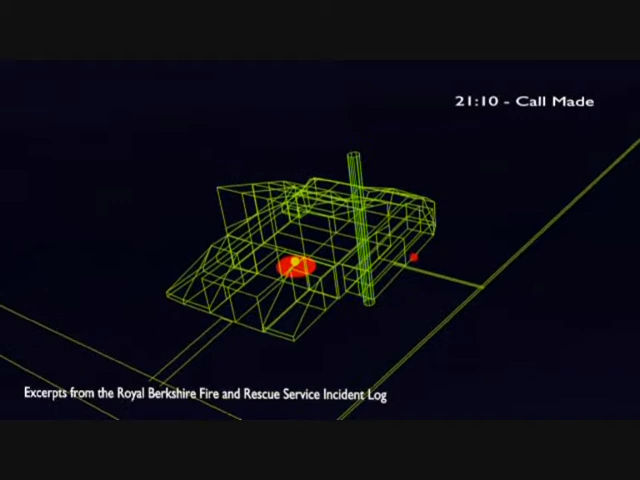 21:10 - Call Made
Excerpts from the Royal Berkshire Fire and Rescue Service Incident Log